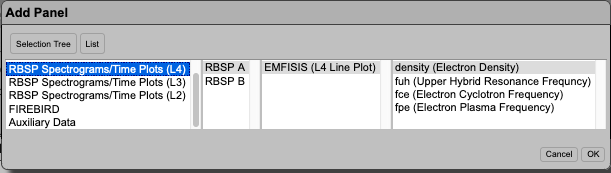 Add Panel
Selection Tree
List
RBSP Spectrograms/Time Plots (L4)
RBSP Spectrograms/Time Plots (L3)
RBSP Spectrograms/Time Plots (L2)
FIREBIRD
Auxiliary Data
RBSP A
RBSP B
EMFISIS (L4 Line Plot)
density (Electron Density)
fuh (Upper Hybrid Resonance Frequncy)
fce (Electron Cyclotron Frequency)
fpe (Electron Plasma Frequency)
Cancel
OK